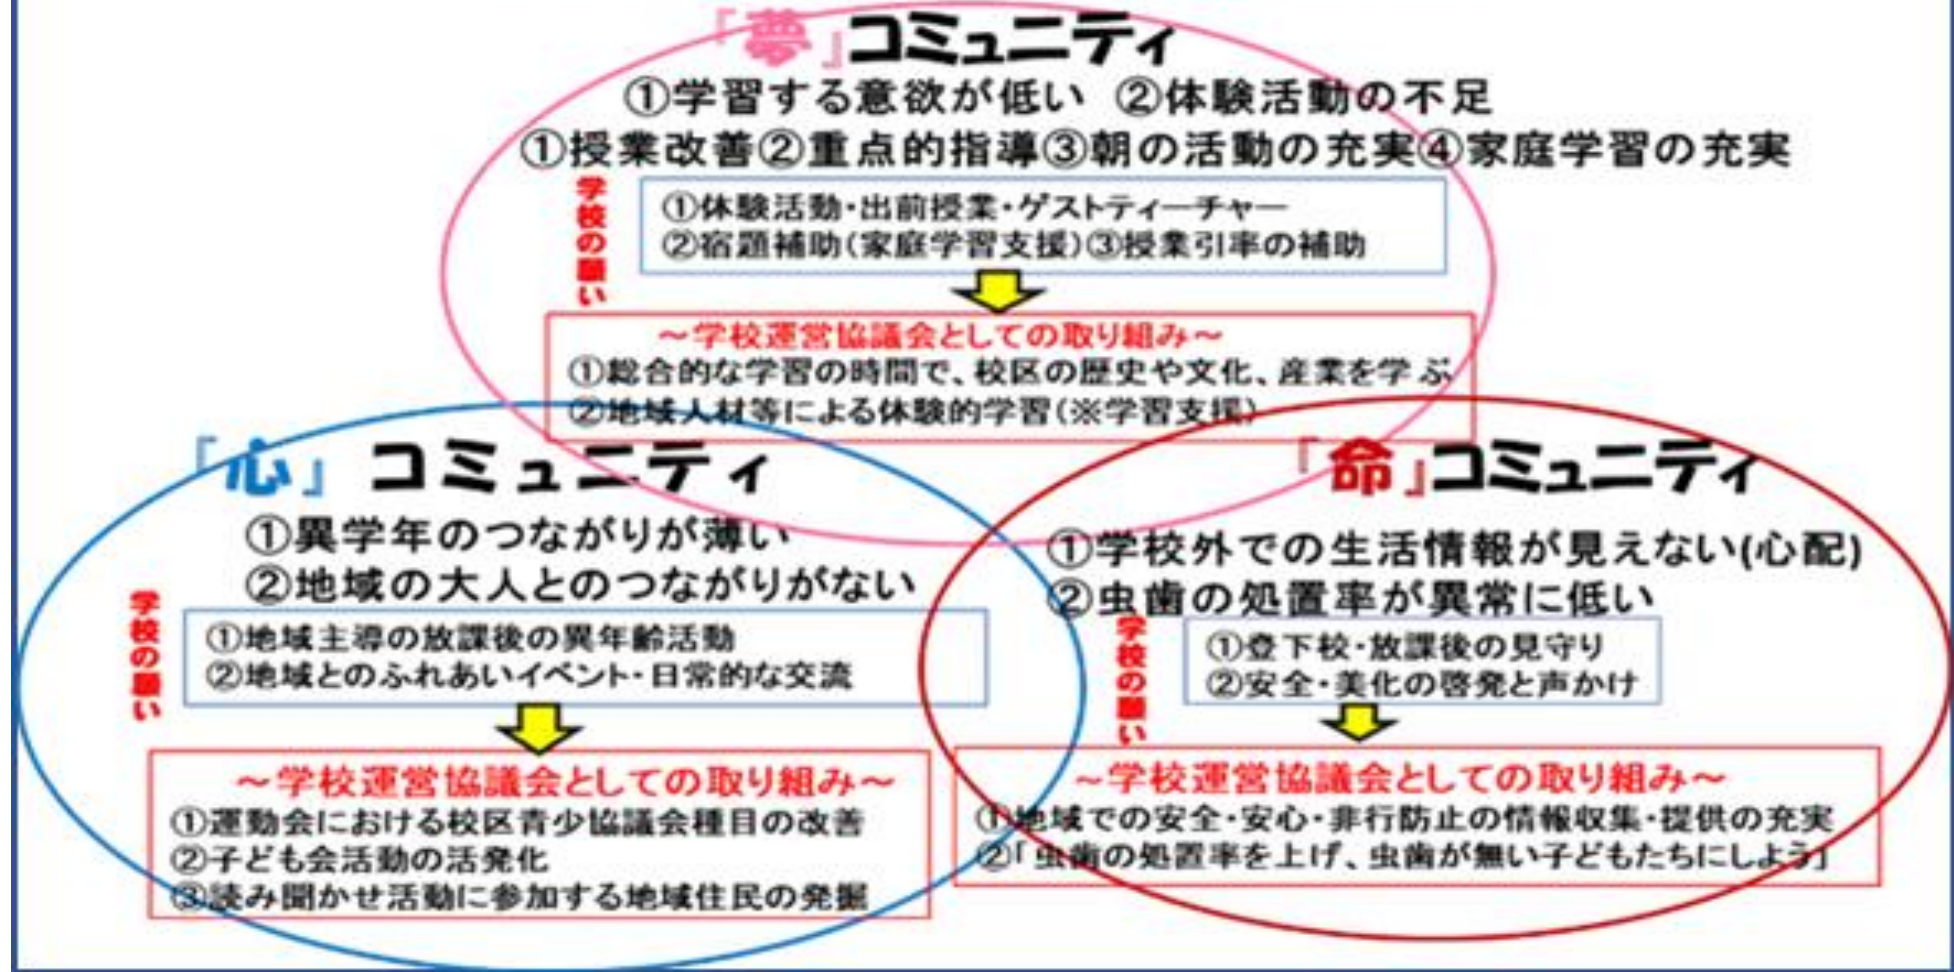 『夢』コミュニティ
①学習する意欲が低い ②体験活動の不足
①授業改善②重点的指導③朝の活動の充実④家庭学習の充実
学校の願い
①体験活動・出前授業・ゲストティーチャー
②宿題補助(家庭学習支援)③授業引率の補助
～学校運営協議会としての取り組み～
①総合的な学習の時間で、校区の歴史や文化、産業を学ぶ
②地域人材等による体験的学習(※学習支援)
『心』コミュニティ
①異学年のつながりが薄い
②地域の大人とのつながりがない
学校の願い
①地域主導の放課後の異年齢活動
②地域とのふれあいイベント・日常的な交流
～学校運営協議会としての取り組み～
①運動会における校区青少協議会種目の改善
②子ども会活動の活発化
③読み聞かせ活動に参加する地域住民の発掘
『命』コミュニティ
①学校外での生活情報が見えない(心配)
②虫歯の処置率が異常に低い
学校の願い
①登下校・放課後の見守り
②安全・美化の啓発と声かけ
～学校運営協議会としての取り組み～
①地域での安全・安心・非行防止の情報収集・提供の充実
②「虫歯の処置率を上げ、虫歯が無い子どもたちにしよう」